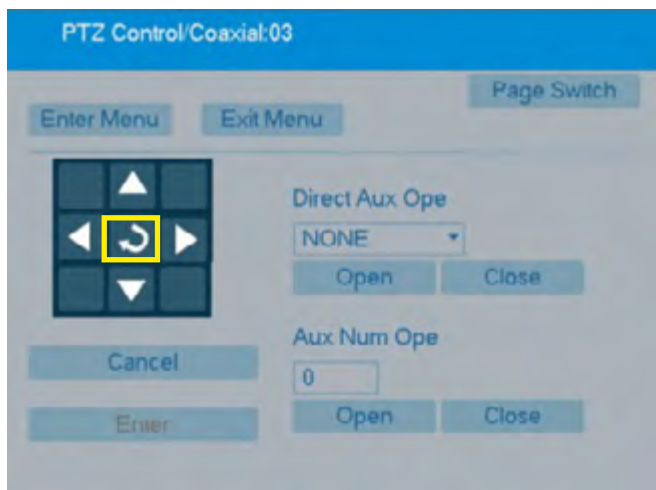 PTZ Control/Coaxial:03
Page Switch
Enter Menu Exit Menu
Direct Aux Ope
NONE
Open Close
Cancel
Aux Num Ope
0
Enter
Open Close